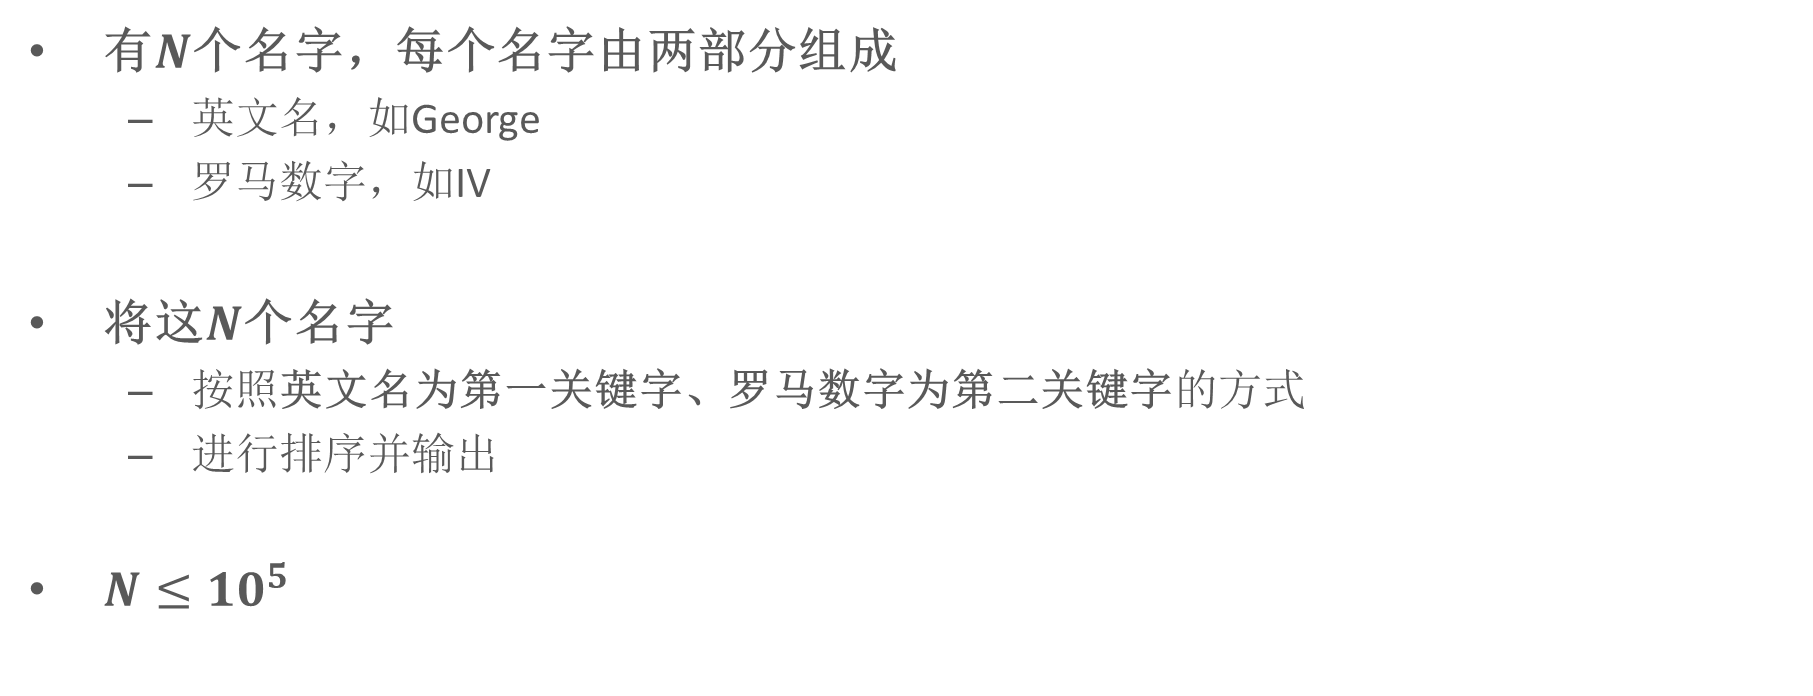 • 有N个名字，每个名字由两部分组成
– 英文名，如George
– 罗马数字，如IV
• 将这N个名字
– 按照英文名为第一关键字、罗马数字为第二关键字的方式
– 进行排序并输出
• N ≤ 10⁵